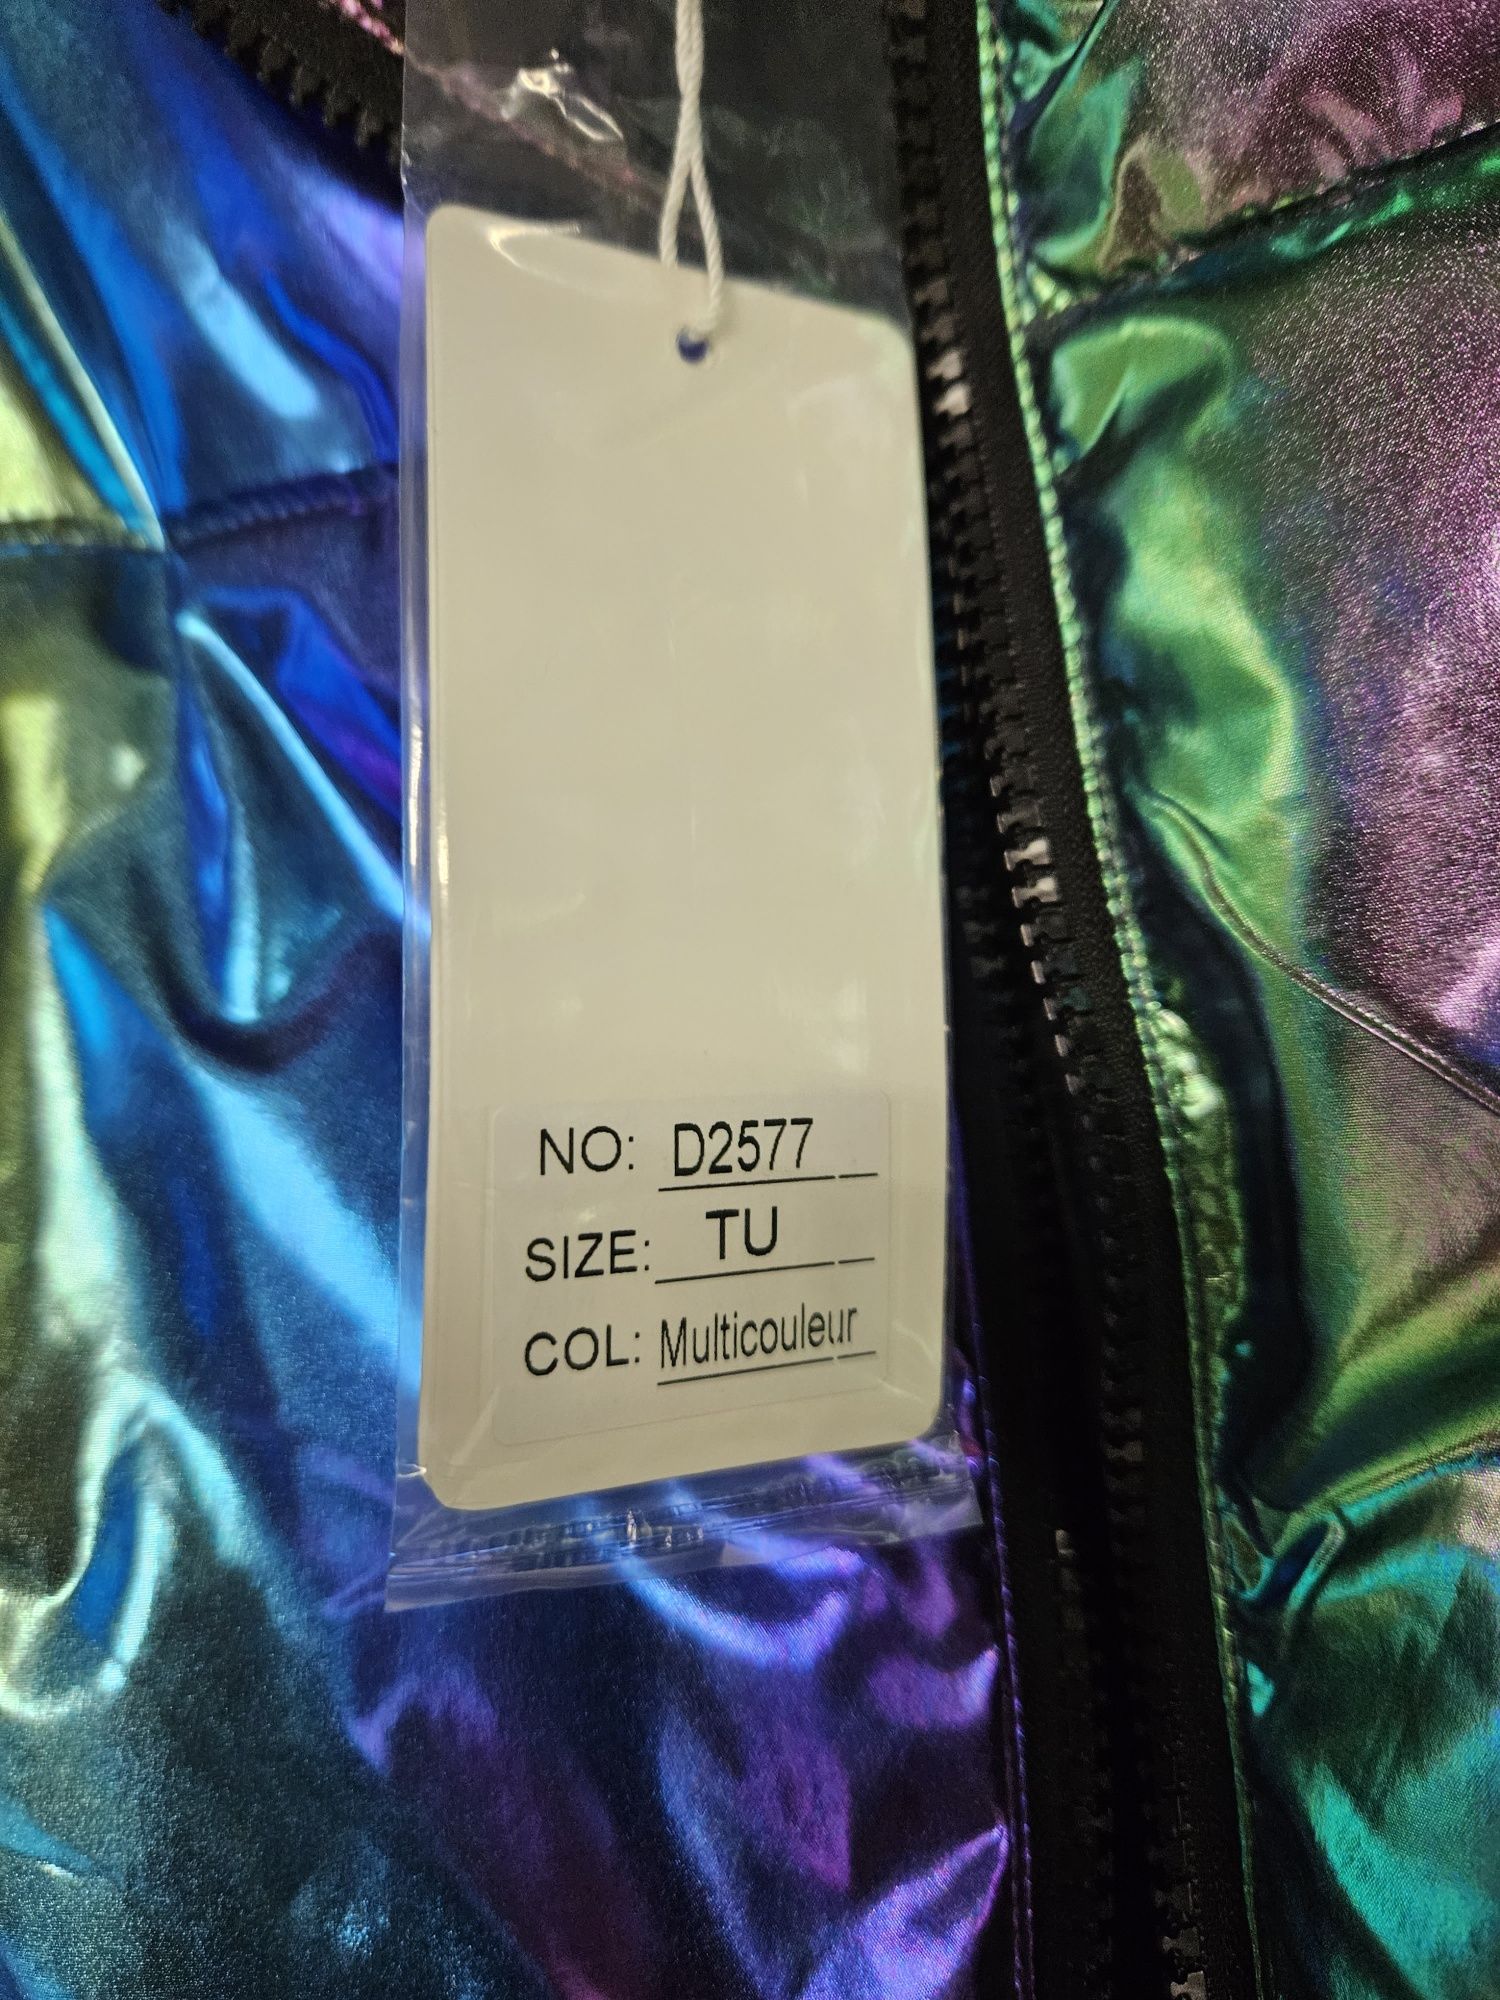 NO: D2577
SIZE: TU
COL: Multicouleur